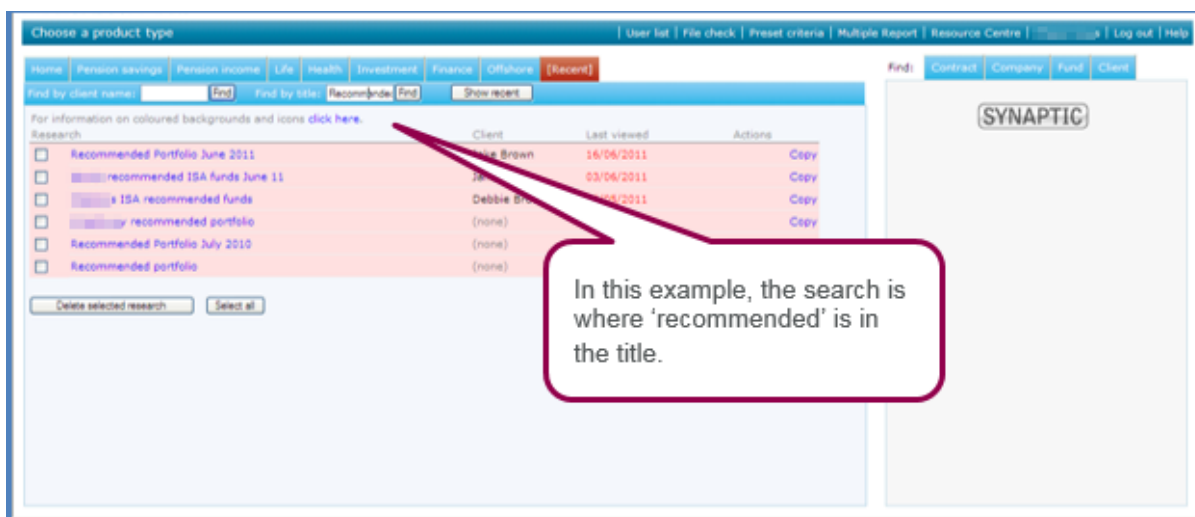 Choose a product type
| User list | File check | Preset criteria | Multiple Report | Resource Centre | s | Log out | Help
Home Pension savings Pension income Life Health Investment Finance Offshore [Recent]
Find: Contract Company Fund Client
Find by client name: Find Find by title: Recommende Find Show recent
SYNAPTIC
For information on coloured backgrounds and icons click here.
Research Client Last viewed Actions
Recommended Portfolio June 2011 Brown 16/06/2011 Copy
recommended ISA funds June 11 03/06/2011 Copy
s ISA recommended funds Debbie /2011 Copy
y recommended portfolio (none) Copy
Recommended Portfolio July 2010 (none)
Recommended portfolio (none)
Delete selected research Select all
In this example, the search is
where ‘recommended’ is in
the title.